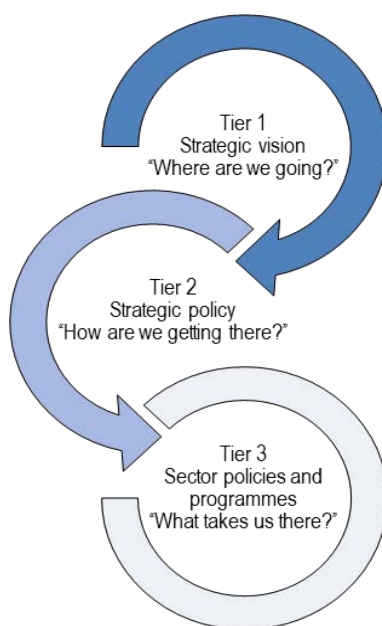 Tier 1
Strategic vision
“Where are we going?”
Tier 2
Strategic policy
“How are we getting there?”
Tier 3
Sector policies and
programmes
“What takes us there?”